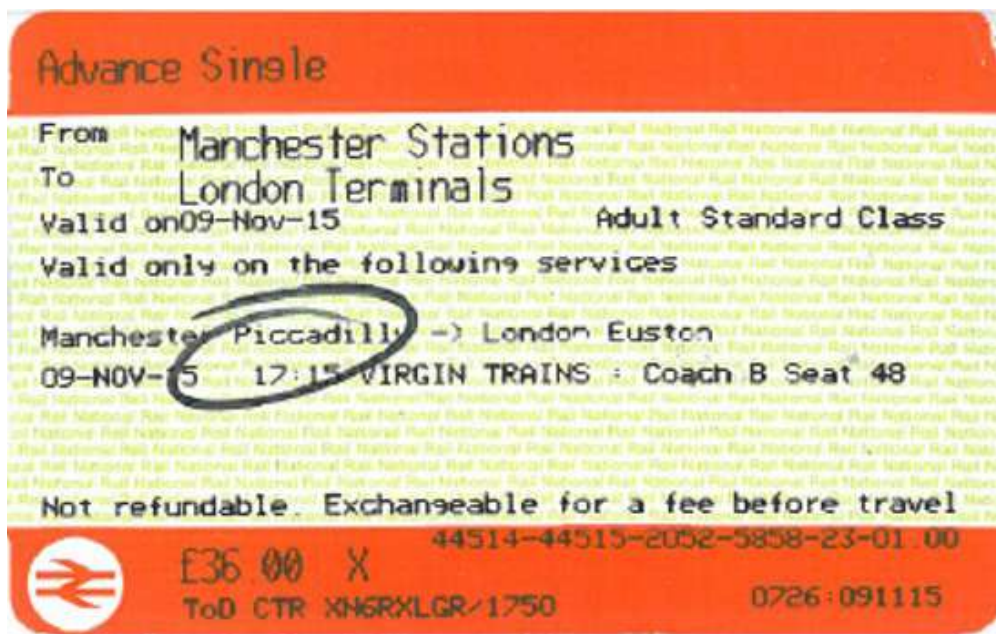 Advance Single
From Manchester Stations
To London Terminals
Valid on09-Nov-15 Adult Standard Class
Valid only on the following services
Manchester Piccadilly -> London Euston
09-NOV-15 17:15 VIRGIN TRAINS : Coach B Seat 48
Not refundable. Exchangeable for a fee before travel
44514-44515-2052-5858-23-01.00
£36.00 X
ToD CTR XN6RXLGR/1750 0726:091115